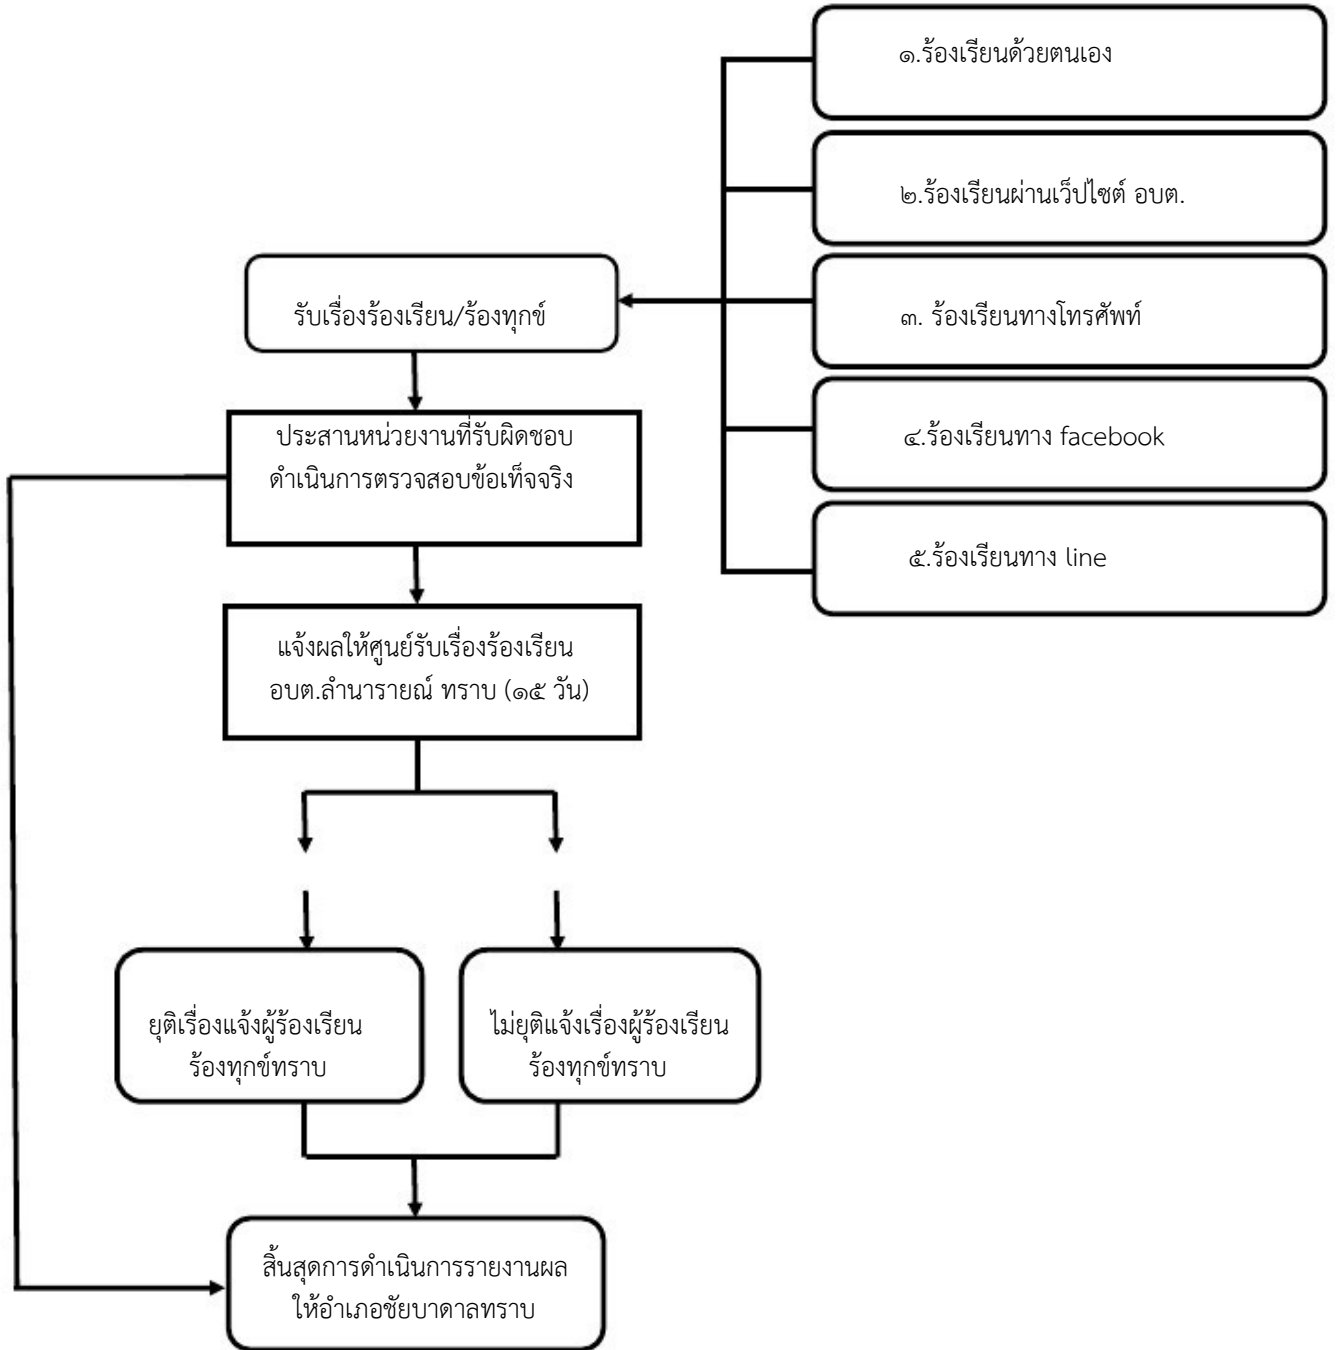 ๑.ร้องเรียนด้วยตนเอง
๒.ร้องเรียนผ่านเว็ปไซต์ อบต.
๓. ร้องเรียนทางโทรศัพท์
๔.ร้องเรียนทาง facebook
๕.ร้องเรียนทาง line
รับเรื่องร้องเรียน/ร้องทุกข์
ประสานหน่วยงานที่รับผิดชอบ
ดำเนินการตรวจสอบข้อเท็จจริง
แจ้งผลให้ศูนย์รับเรื่องร้องเรียน
อบต.ลำนารายณ์ ทราบ (๑๕ วัน)
ยุติเรื่องแจ้งผู้ร้องเรียน
ร้องทุกข์ทราบ
ไม่ยุติแจ้งเรื่องผู้ร้องเรียน
ร้องทุกข์ทราบ
สิ้นสุดการดำเนินการรายงานผล
ให้อำเภอชัยบาดาลทราบ